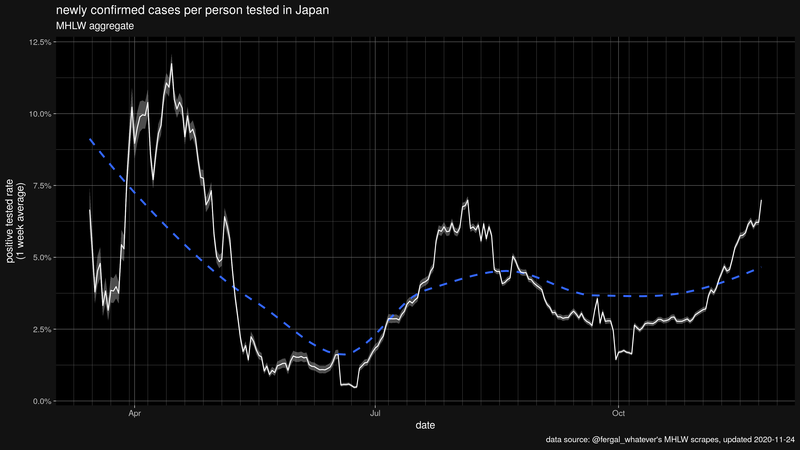 newly confirmed cases per person tested in Japan
MHLW aggregate
12.5%
10.0%
7.5%
5.0%
2.5%
0.0%
positive tested rate
(1 week average)
Apr
Jul
Oct
date
data source: @fergal_whatever's MHLW scrapes, updated 2020-11-24